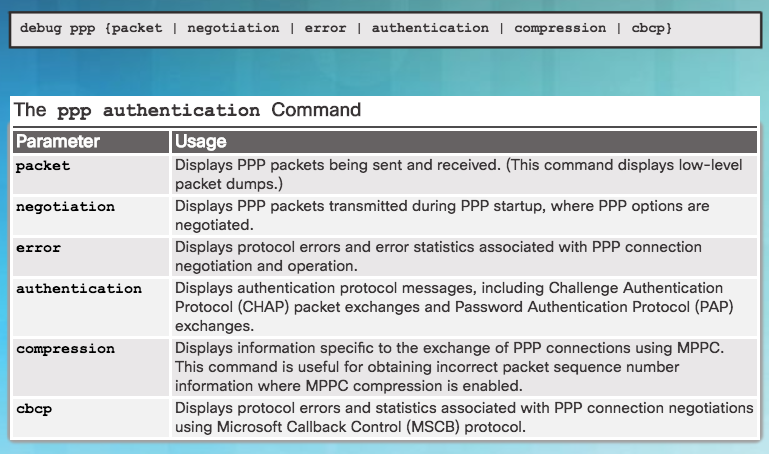 debug ppp {packet | negotiation | error | authentication | compression | cbcp}
The ppp authentication Command
Parameter Usage
packet Displays PPP packets being sent and received. (This command displays low-level
packet dumps.)
negotiation Displays PPP packets transmitted during PPP startup, where PPP options are
negotiated.
error Displays protocol errors and error statistics associated with PPP connection
negotiation and operation.
authentication Displays authentication protocol messages, including Challenge Authentication
Protocol (CHAP) packet exchanges and Password Authentication Protocol (PAP)
exchanges.
compression Displays information specific to the exchange of PPP connections using MPPC.
This command is useful for obtaining incorrect packet sequence number
information where MPPC compression is enabled.
cbcp Displays protocol errors and statistics associated with PPP connection negotiations
using Microsoft Callback Control (MSCB) protocol.